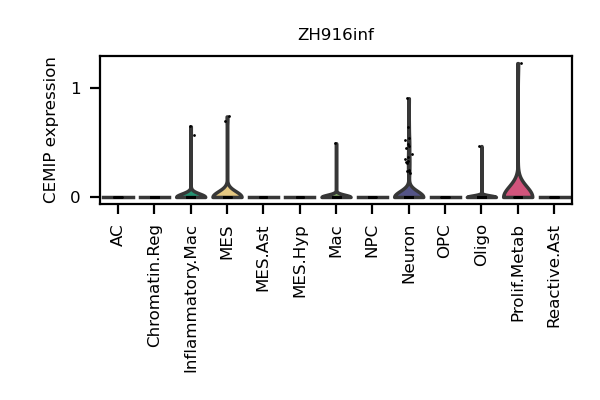 ZH916inf
CEMIP expression
1
0
AC
Chromatin.Reg
Inflammatory.Mac
MES
MES.Ast
MES.Hyp
Mac
NPC
Neuron
OPC
Oligo
Prolif.Metab
Reactive.Ast